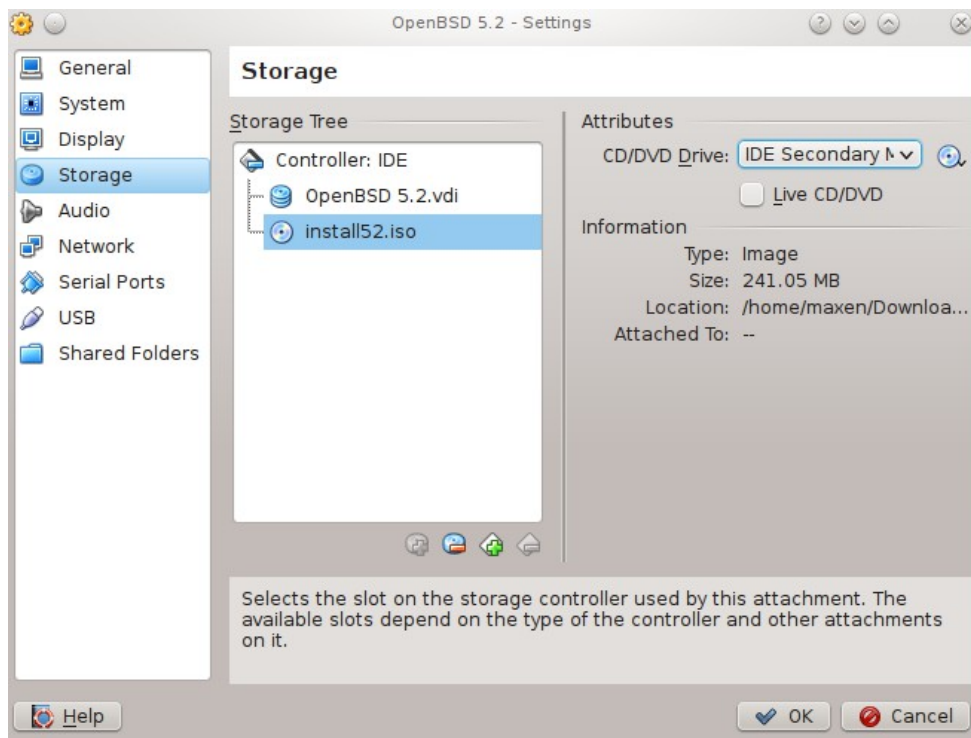 OpenBSD 5.2 - Settings
General
System
Display
Storage
Audio
Network
Serial Ports
USB
Shared Folders
Storage
Storage Tree
Controller: IDE
OpenBSD 5.2.vdi
install52.iso
Attributes
CD/DVD Drive: IDE Secondary
Live CD/DVD
Information
Type: Image
Size: 241.05 MB
Location: /home/maxen/Downloa...
Attached To: --
Selects the slot on the storage controller used by this attachment. The
available slots depend on the type of the controller and other attachments
on it.
Help
OK
Cancel